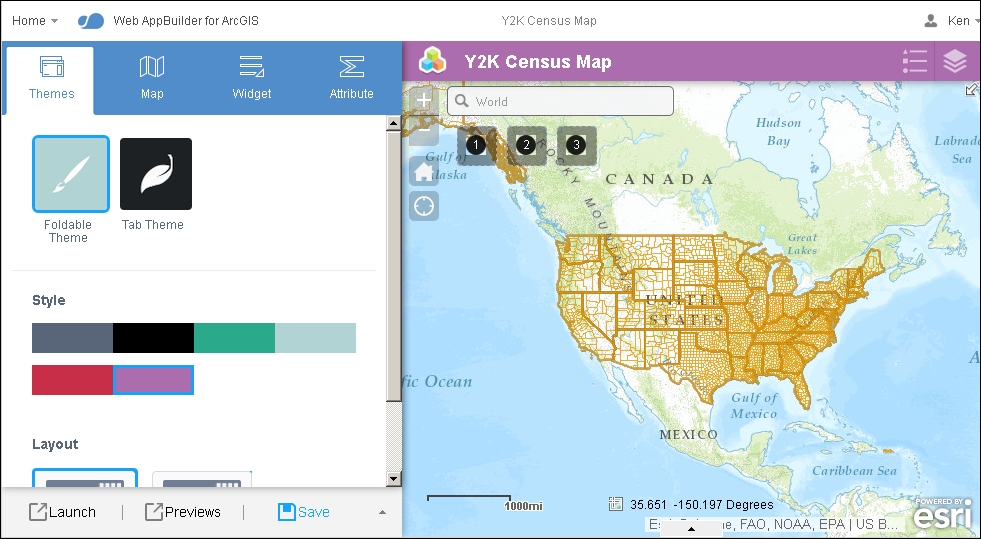 Home Web AppBuilder for ArcGIS Y2K Census Map Ken
Themes Map Widget Attribute
Y2K Census Map
World
1 2 3
Foldable Theme
Tab Theme
Style
Layout
Launch | Previews | Save
Hudson Bay
Labrad
Sea
Gulf of Alaska
ROCKY MOUNTAINS
CANADA
Great Lakes
UNITED STATES
fic Ocean
A
Gulf of Mexico
MEXICO
Caribbean Sea
1000mi
35.651 -150.197 Degrees
FAO, NOAA, EPA | US B...
POWERED BY
esri